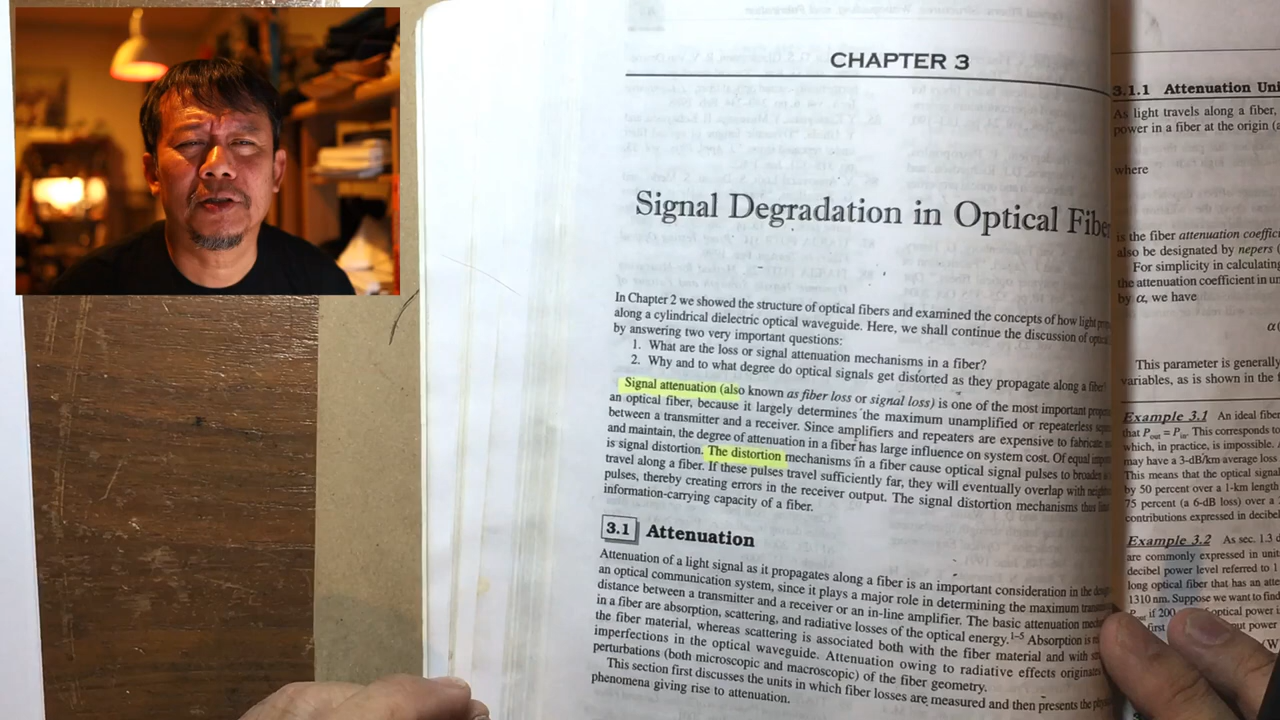 CHAPTER 3
Signal Degradation in Optical Fiber
In Chapter 2 we showed the structure of optical fibers and examined the concepts of how light
along a cylindrical dielectric optical waveguide. Here, we shall continue the discussion of
by answering two very important questions:
1. What are the loss or signal attenuation mechanisms in a fiber?
2. Why and to what degree do optical signals get distorted as they propagate along a fiber
Signal attenuation (also known as fiber loss or signal loss) is one of the most important
an optical fiber, because it largely determines the maximum unamplified or repeaterless
between a transmitter and a receiver. Since amplifiers and repeaters are expensive to fabricate,
and maintain, the degree of attenuation in a fiber has large influence on system cost. Of equal
is signal distortion. The distortion mechanisms in a fiber cause optical signal pulses to broaden
travel along a fiber. If these pulses travel sufficiently far, they will eventually overlap with
pulses, thereby creating errors in the receiver output. The signal distortion mechanisms thus
information-carrying capacity of a fiber.
3.1 Attenuation
Attenuation of a light signal as it propagates along a fiber is an important consideration in the
an optical communication system, since it plays a major role in determining the maximum
distance between a transmitter and a receiver or an in-line amplifier. The basic attenuation
in a fiber are absorption, scattering, and radiative losses of the optical energy.1–5 Absorption is
the fiber material, whereas scattering is associated both with the fiber material and with
imperfections in the optical waveguide. Attenuation owing to radiative effects originates
perturbations (both microscopic and macroscopic) of the fiber geometry.
This section first discusses the units in which fiber losses are measured and then presents the
phenomena giving rise to attenuation.
3.1.1 Attenuation Uni
As light travels along a fiber,
power in a fiber at the origin (
where
is the fiber attenuation coeffic
also be designated by nepers (
For simplicity in calculating
the attenuation coefficient in un
by α, we have
α(
This parameter is generally
variables, as is shown in the f
Example 3.1 An ideal fiber
that Pout = Pin. This corresponds to
which, in practice, is impossible.
may have a 3-dB/km average loss
This means that the optical signal
by 50 percent over a 1-km length
75 percent (a 6-dB loss) over a
contributions expressed in decibel
Example 3.2 As sec. 1.3 d
are commonly expressed in unit
decibel power level referred to 1
long optical fiber that has an atte
1310 nm. Suppose we want to find
if 200 optical power i
first put power
(W